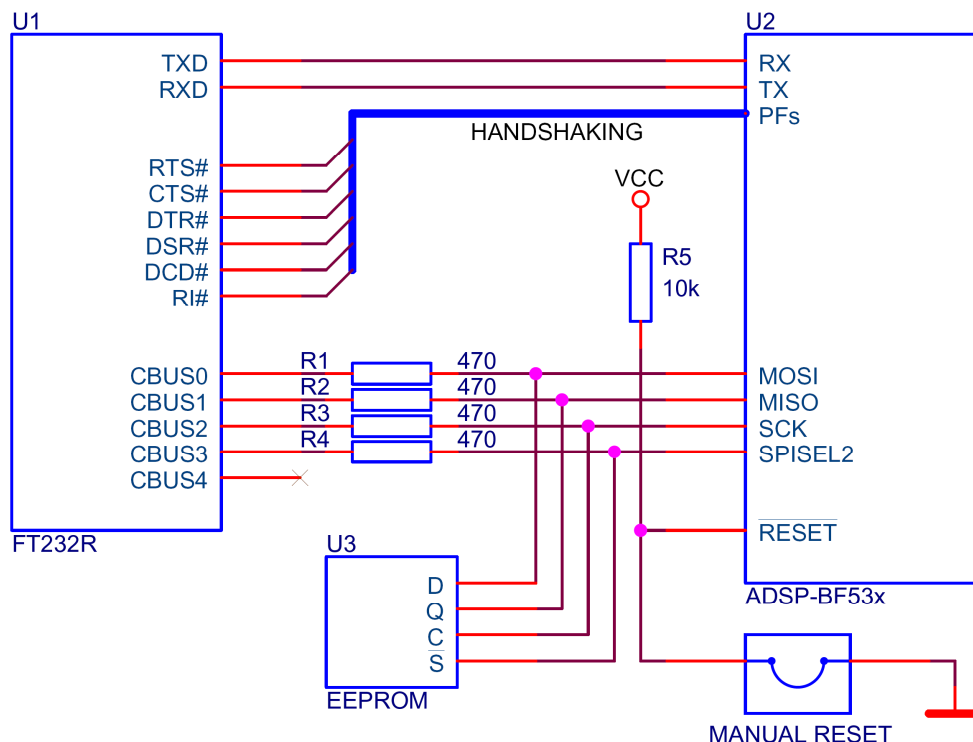 U1
TXD
RXD
RTS#
CTS#
DTR#
DSR#
DCD#
RI#
CBUS0
CBUS1
CBUS2
CBUS3
CBUS4
FT232R
HANDSHAKING
VCC
R5
10k
R1 470
R2 470
R3 470
R4 470
U2
RX
TX
PFs
MOSI
MISO
SCK
SPISEL2
RESET
ADSP-BF53x
U3
D
Q
C
S
EEPROM
MANUAL RESET